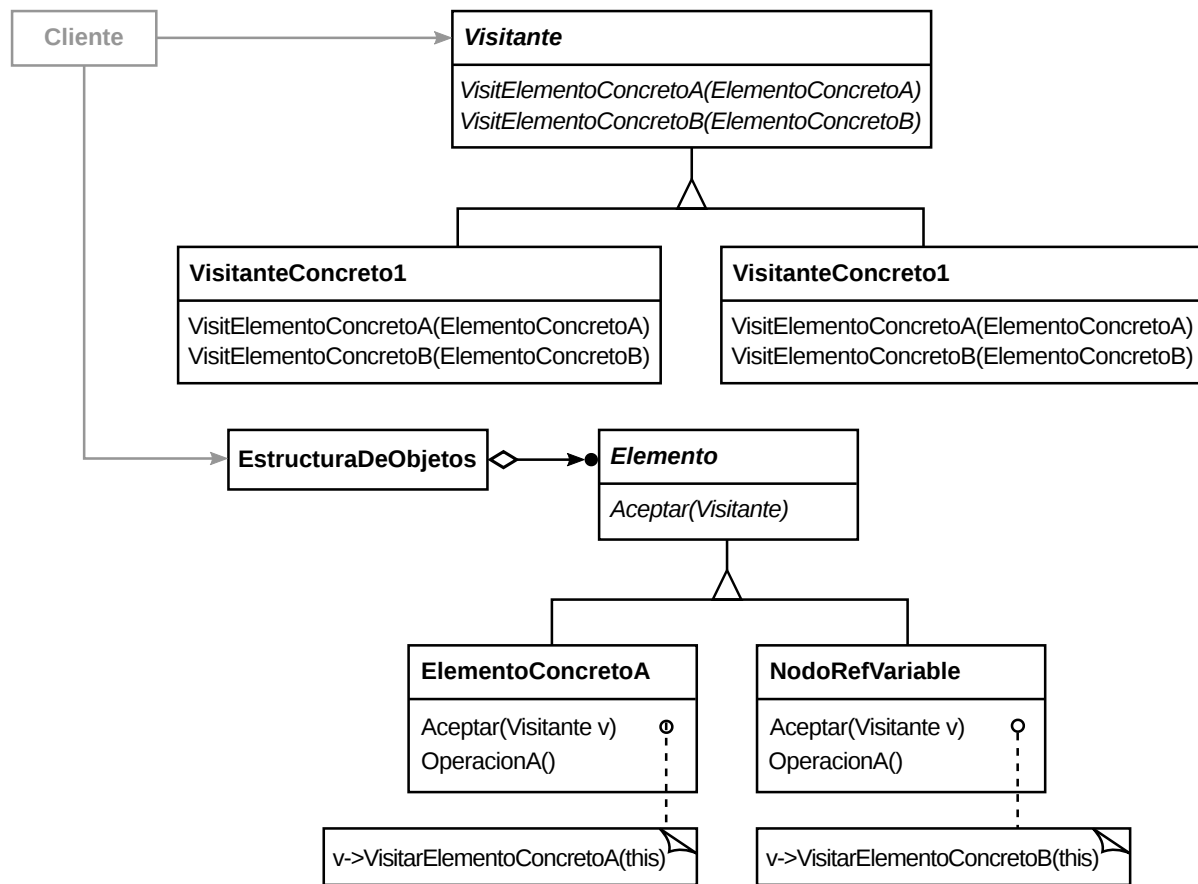 Cliente
Visitante
VisitElementoConcretoA(ElementoConcretoA)
VisitElementoConcretoB(ElementoConcretoB)
VisitanteConcreto1
VisitElementoConcretoA(ElementoConcretoA)
VisitElementoConcretoB(ElementoConcretoB)
VisitanteConcreto1
VisitElementoConcretoA(ElementoConcretoA)
VisitElementoConcretoB(ElementoConcretoB)
EstructuraDeObjetos
Elemento
Aceptar(Visitante)
ElementoConcretoA
Aceptar(Visitante v)
OperacionA()
v->VisitarElementoConcretoA(this)
NodoRefVariable
Aceptar(Visitante v)
OperacionA()
v->VisitarElementoConcretoB(this)